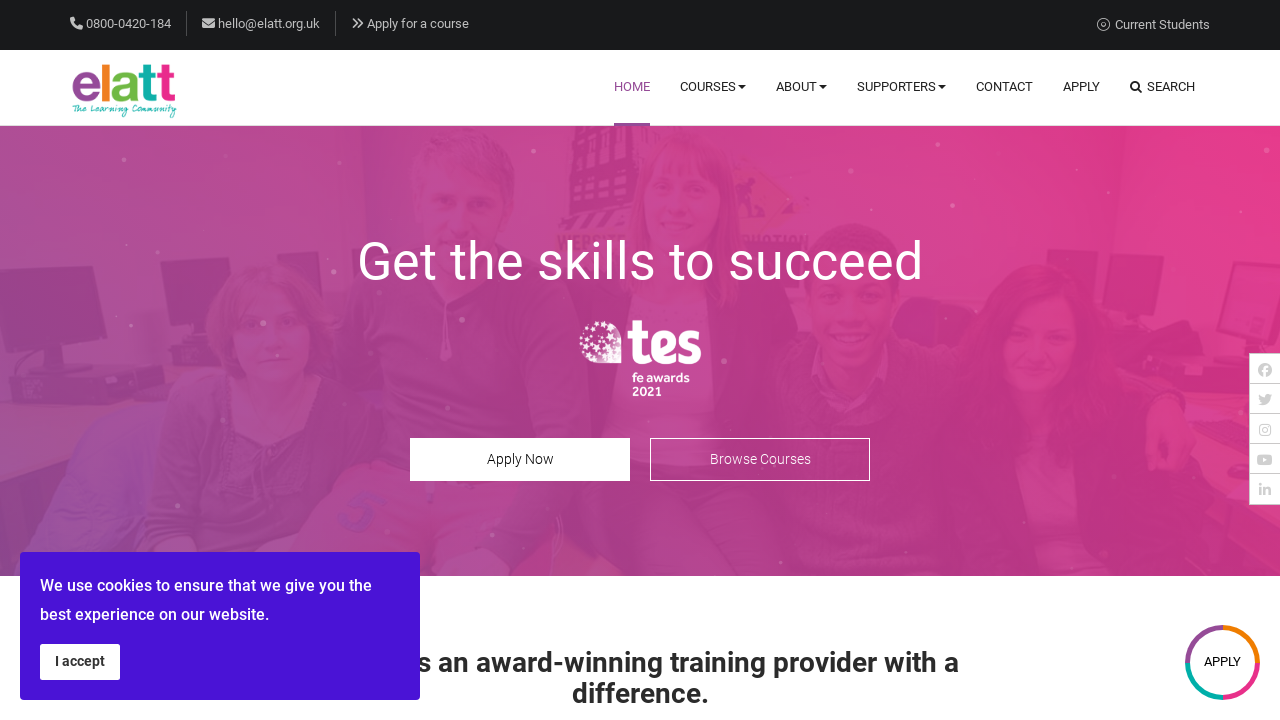 0800-0420-184
hello@elatt.org.uk
Apply for a course
Current Students
elatt
The Learning Community
HOME
COURSES
ABOUT
SUPPORTERS
CONTACT
APPLY
SEARCH
Get the skills to succeed
tes
fe awards
2021
Apply Now
Browse Courses
We use cookies to ensure that we give you the
best experience on our website.
I accept
s an award-winning training provider with a
difference.
APPLY